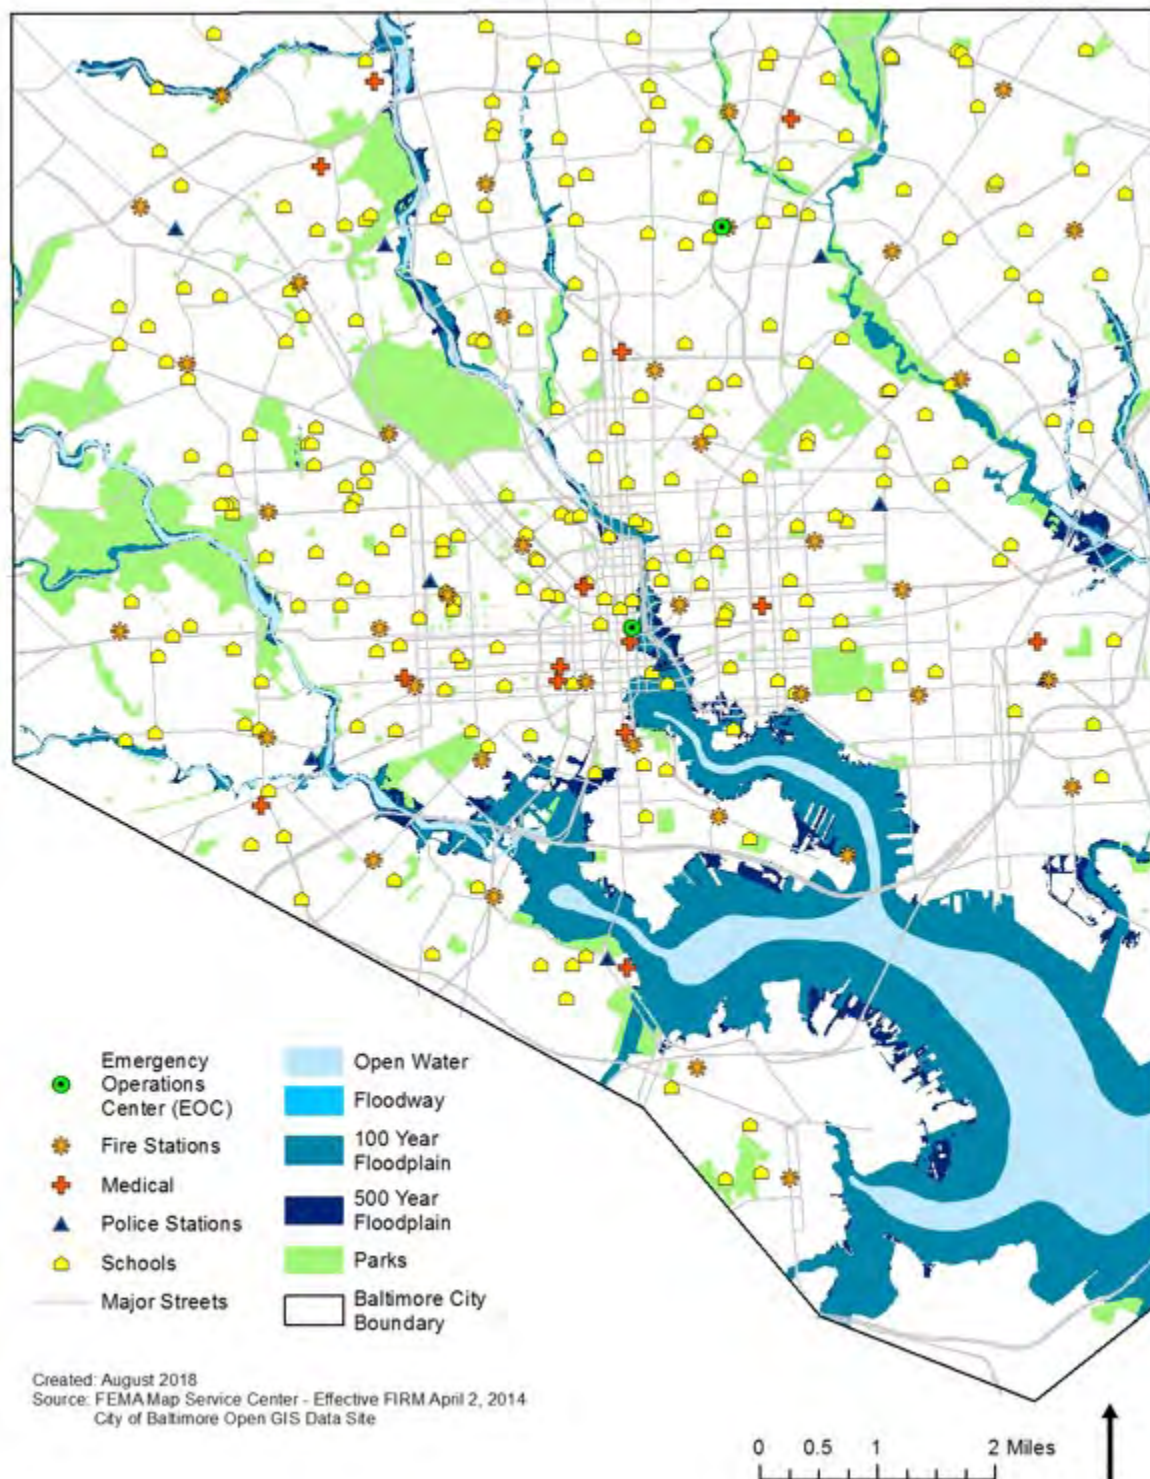 Emergency
Operations
Center (EOC)
Fire Stations
Medical
Police Stations
Schools
Major Streets
Open Water
Floodway
100 Year
Floodplain
500 Year
Floodplain
Parks
Baltimore City
Boundary
Created: August 2018
Source: FEMA Map Service Center - Effective FIRM April 2, 2014
City of Baltimore Open GIS Data Site
0 0.5 1 2 Miles